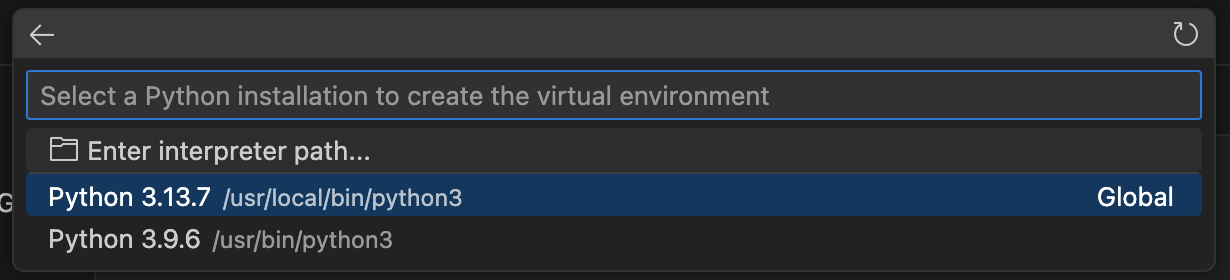 Select a Python installation to create the virtual environment
Enter interpreter path...
Python 3.13.7 /usr/local/bin/python3 Global
Python 3.9.6 /usr/bin/python3
G